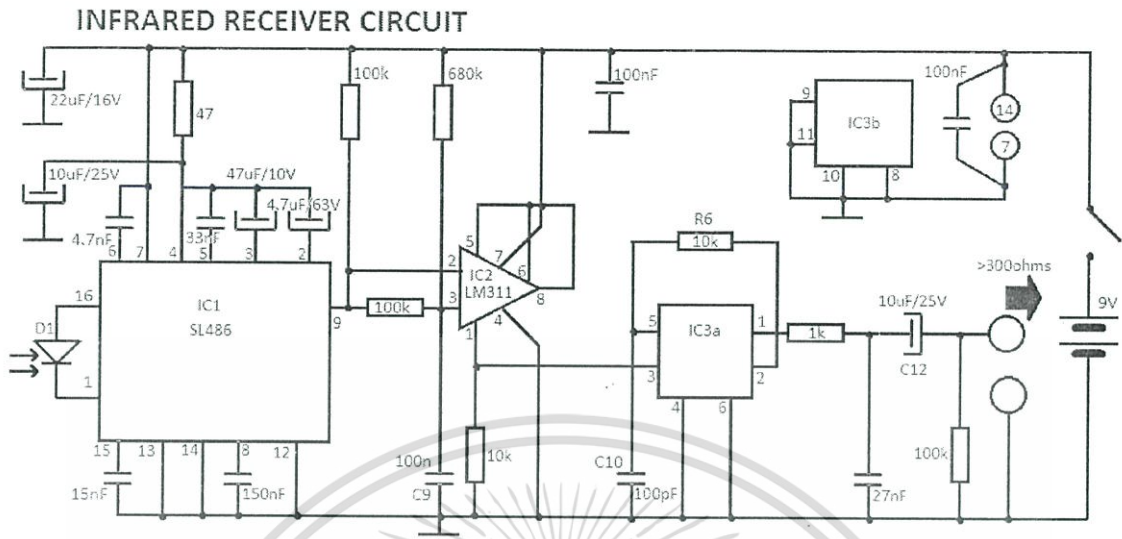 INFRARED RECEIVER CIRCUIT
22uF/16V
47
100k
680k
100nF
100nF
9
11
IC3b
10
8
14
7
10uF/25V
47uF/10V
4.7uF/63V
4.7nF
33nF
6
7
4
5
3
2
IC1
SL486
16
D1
1
9
100k
15
13
14
8
12
15nF
150nF
5
7
6
2
IC2
LM311
3
8
1
4
100n
C9
10k
R6
10k
5
IC3a
1
3
2
4
6
C10
100pF
1k
10uF/25V
C12
27nF
100k
>300ohms
9V